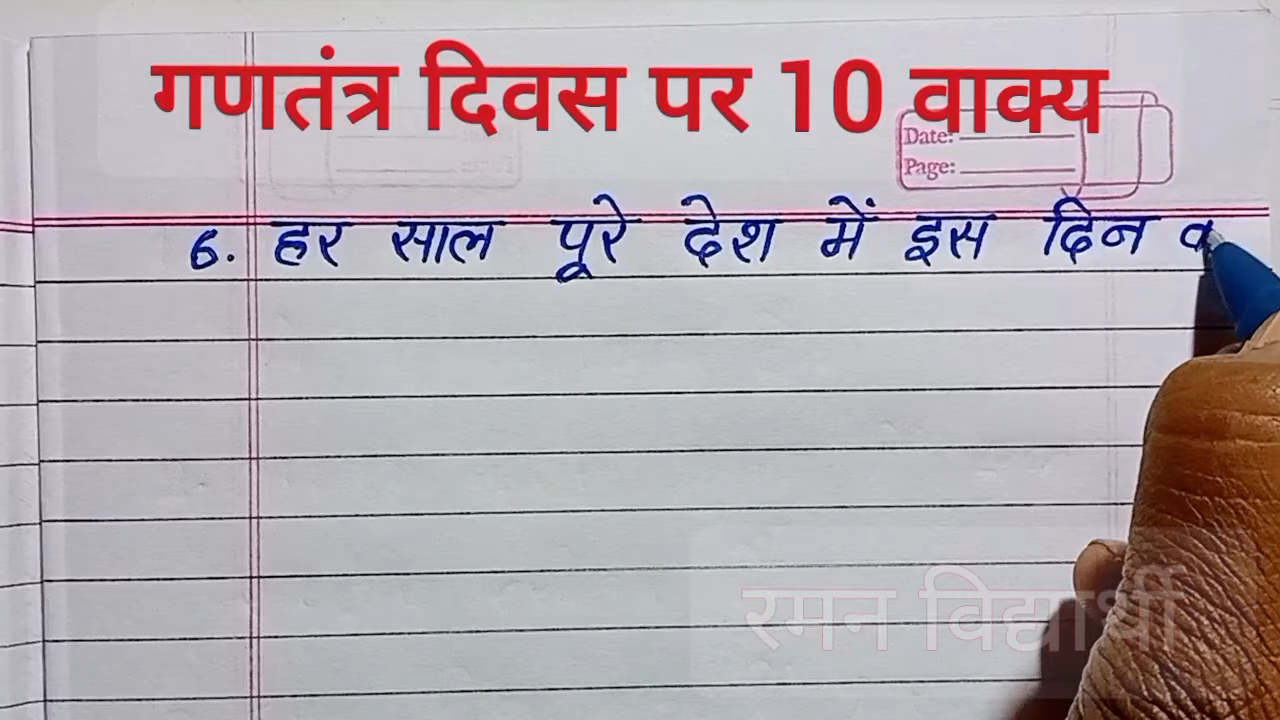 गणतंत्र दिवस पर 10 वाक्य
Date:
Page:
6. हर साल पूरे देश में इस दिन
रमन विद्यार्थी